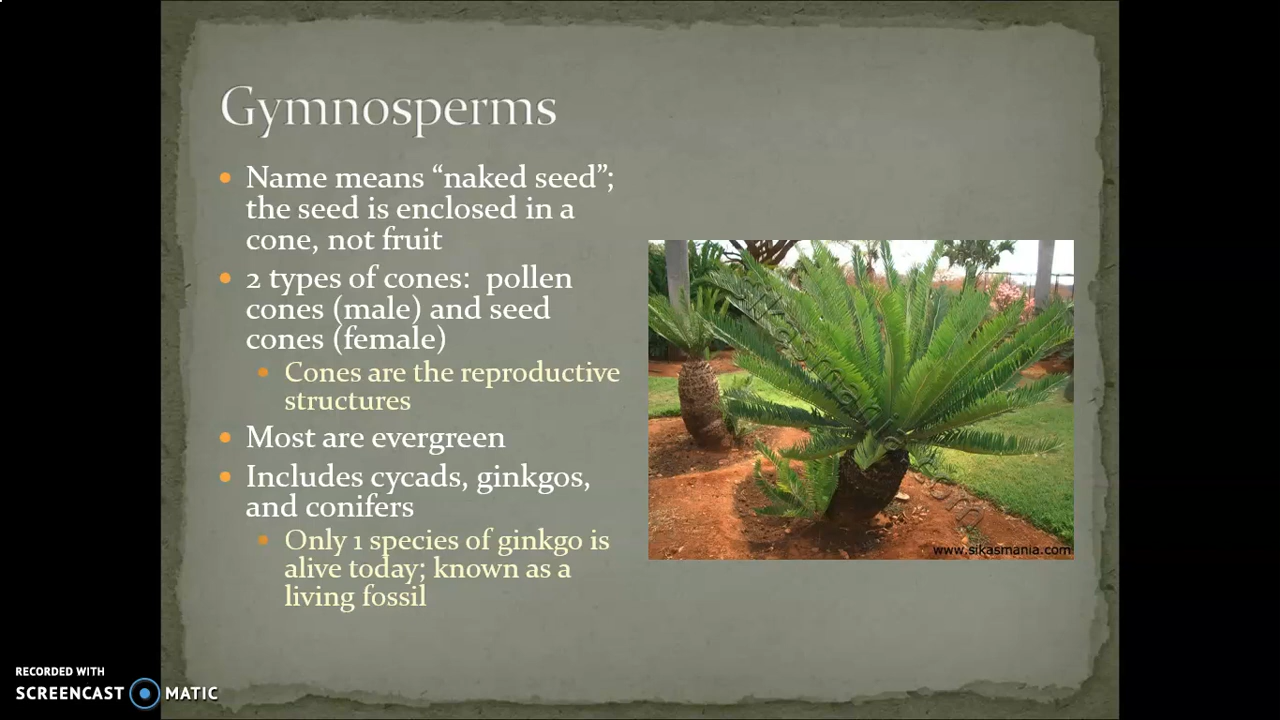 Gymnosperms
• Name means “naked seed”;
the seed is enclosed in a
cone, not fruit
• 2 types of cones: pollen
cones (male) and seed
cones (female)
• Cones are the reproductive
structures
• Most are evergreen
• Includes cycads, ginkgos,
and conifers
• Only 1 species of ginkgo is
alive today; known as a
living fossil
sikasmania.com
www.sikasmania.com
RECORDED WITH
SCREENCAST MATIC